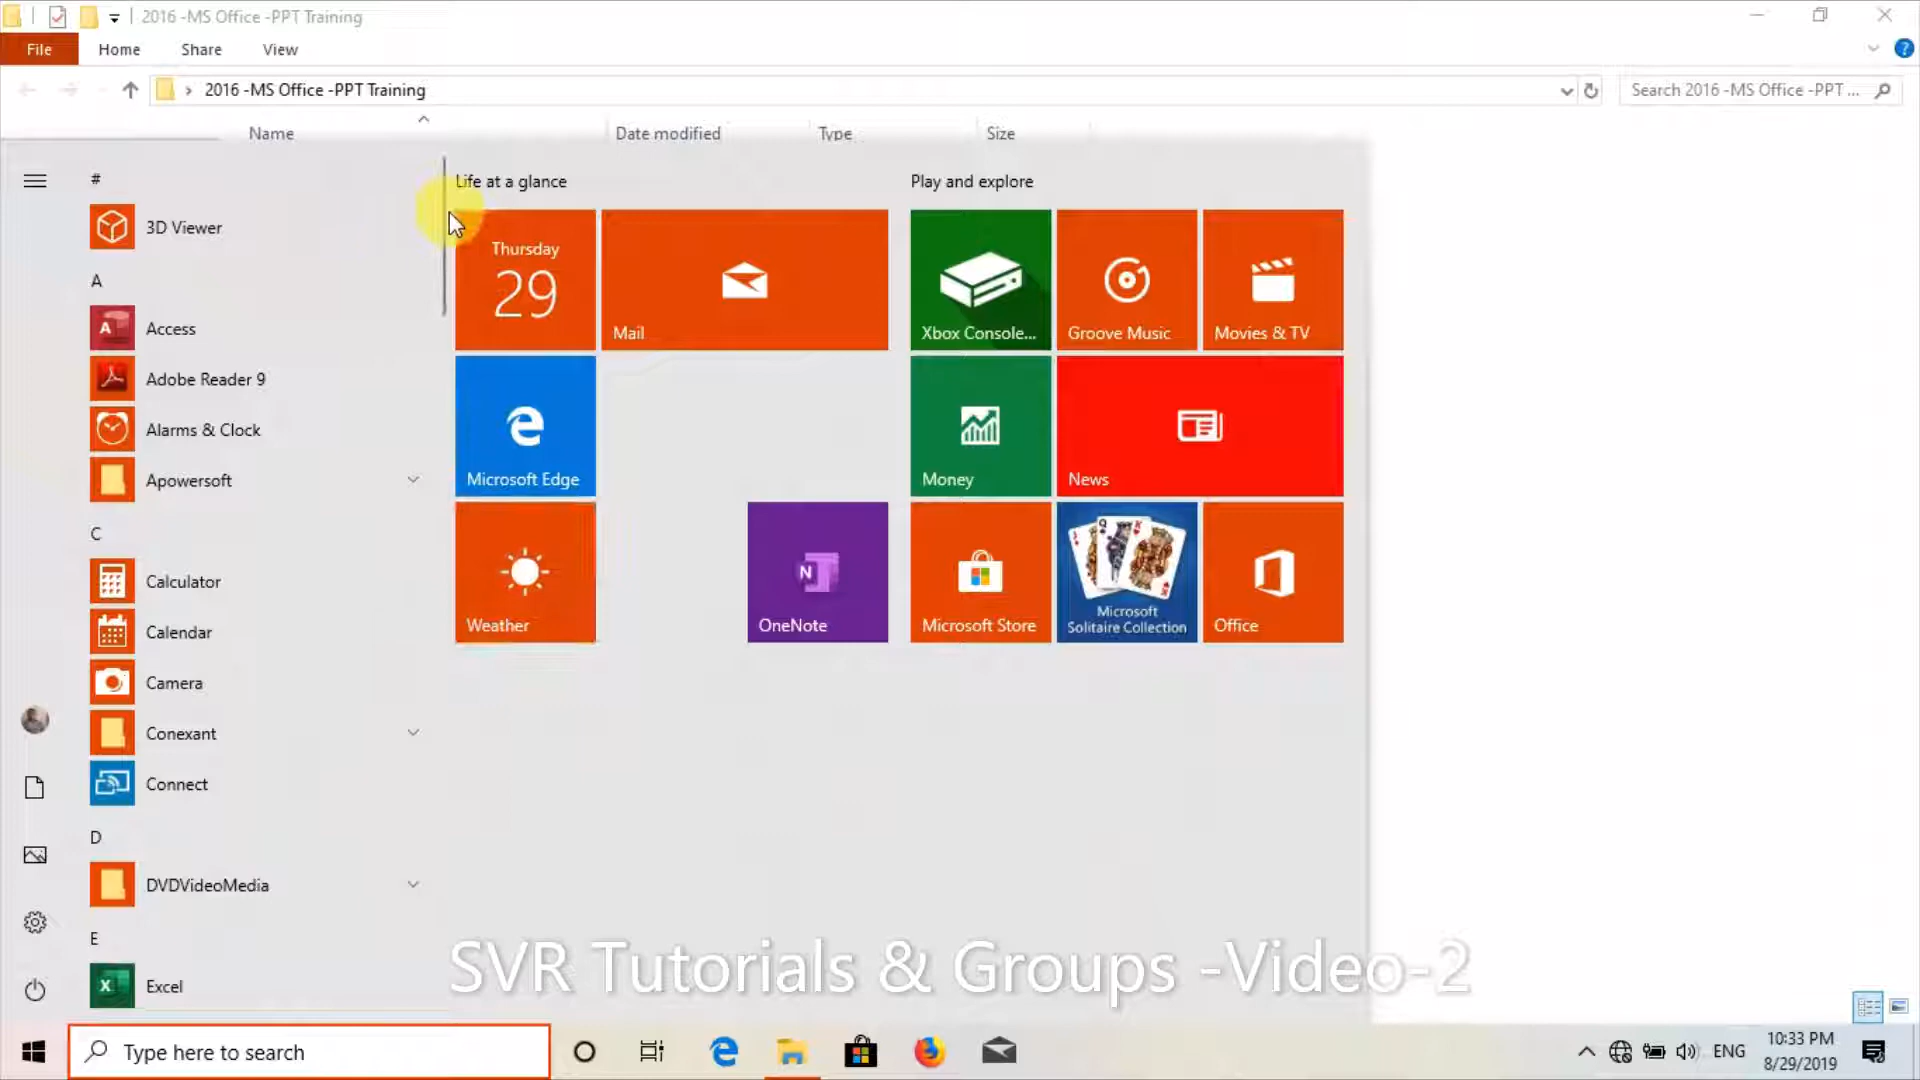 2016 -MS Office -PPT Training
File Home Share View
2016 -MS Office -PPT Training
Search 2016 -MS Office -PPT ...
Name Date modified Type Size
#
3D Viewer
A
Access
Adobe Reader 9
Alarms & Clock
Apowersoft
C
Calculator
Calendar
Camera
Conexant
Connect
D
DVDVideoMedia
E
Excel
Life at a glance
Thursday
29
Mail
Microsoft Edge
Weather
OneNote
Play and explore
Xbox Console...
Groove Music
Movies & TV
Money
News
Microsoft Store
Microsoft
Solitaire Collection
Office
SVR Tutorials & Groups -Video-2
Type here to search
ENG
10:33 PM
8/29/2019